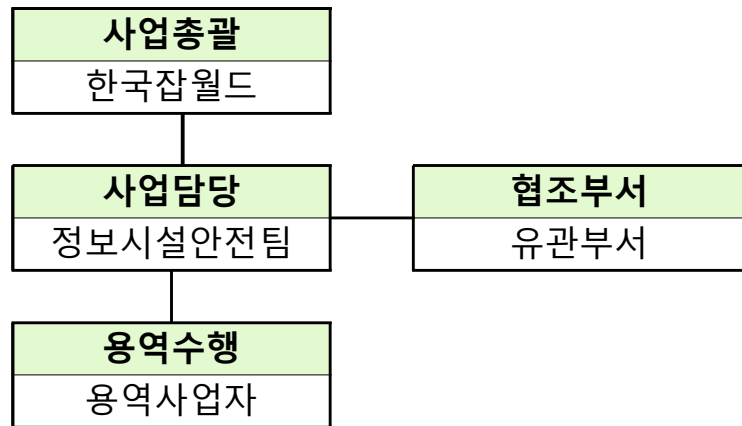 사업총괄
한국잡월드
사업담당
정보시설안전팀
협조부서
유관부서
용역수행
용역사업자